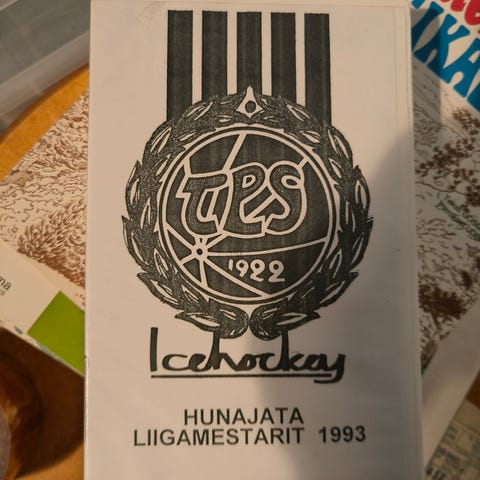 TPS
1922
Icehockey
HUNAJATA
LIIGAMESTARIT 1993